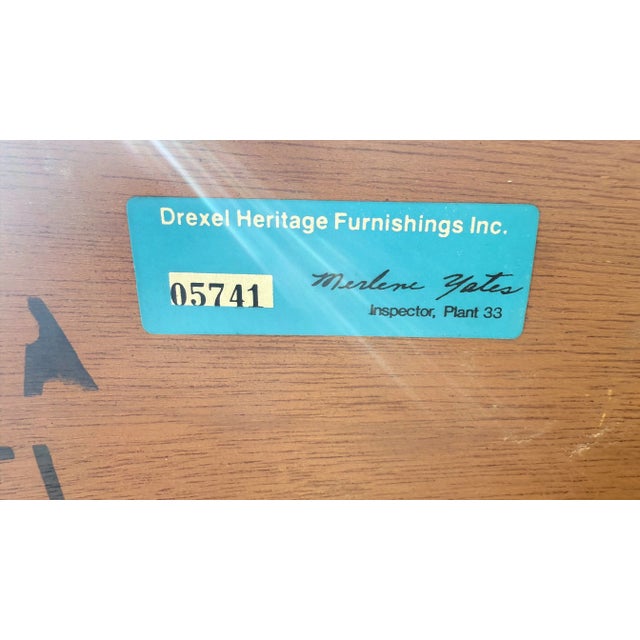 Drexel Heritage Furnishings Inc.
05741
Merlene Yates
Inspector, Plant 33